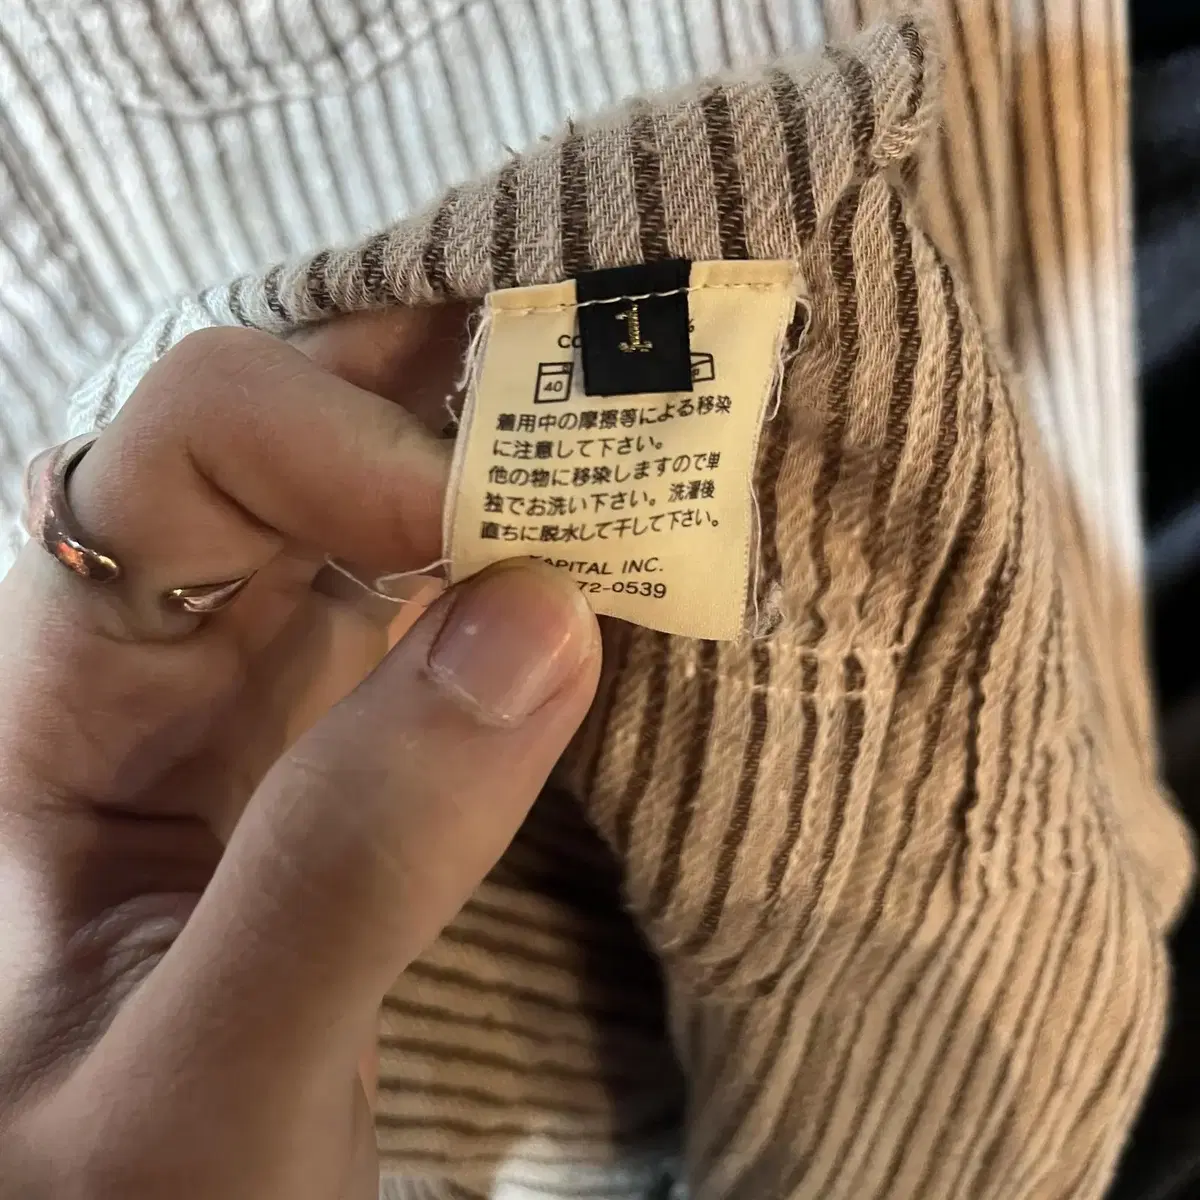 1
40
着用中の摩擦等による移染
に注意して下さい。
他の物に移染しますので単
独でお洗い下さい。洗濯後
直ちに脱水して干して下さい。
APITAL INC.
72-0539